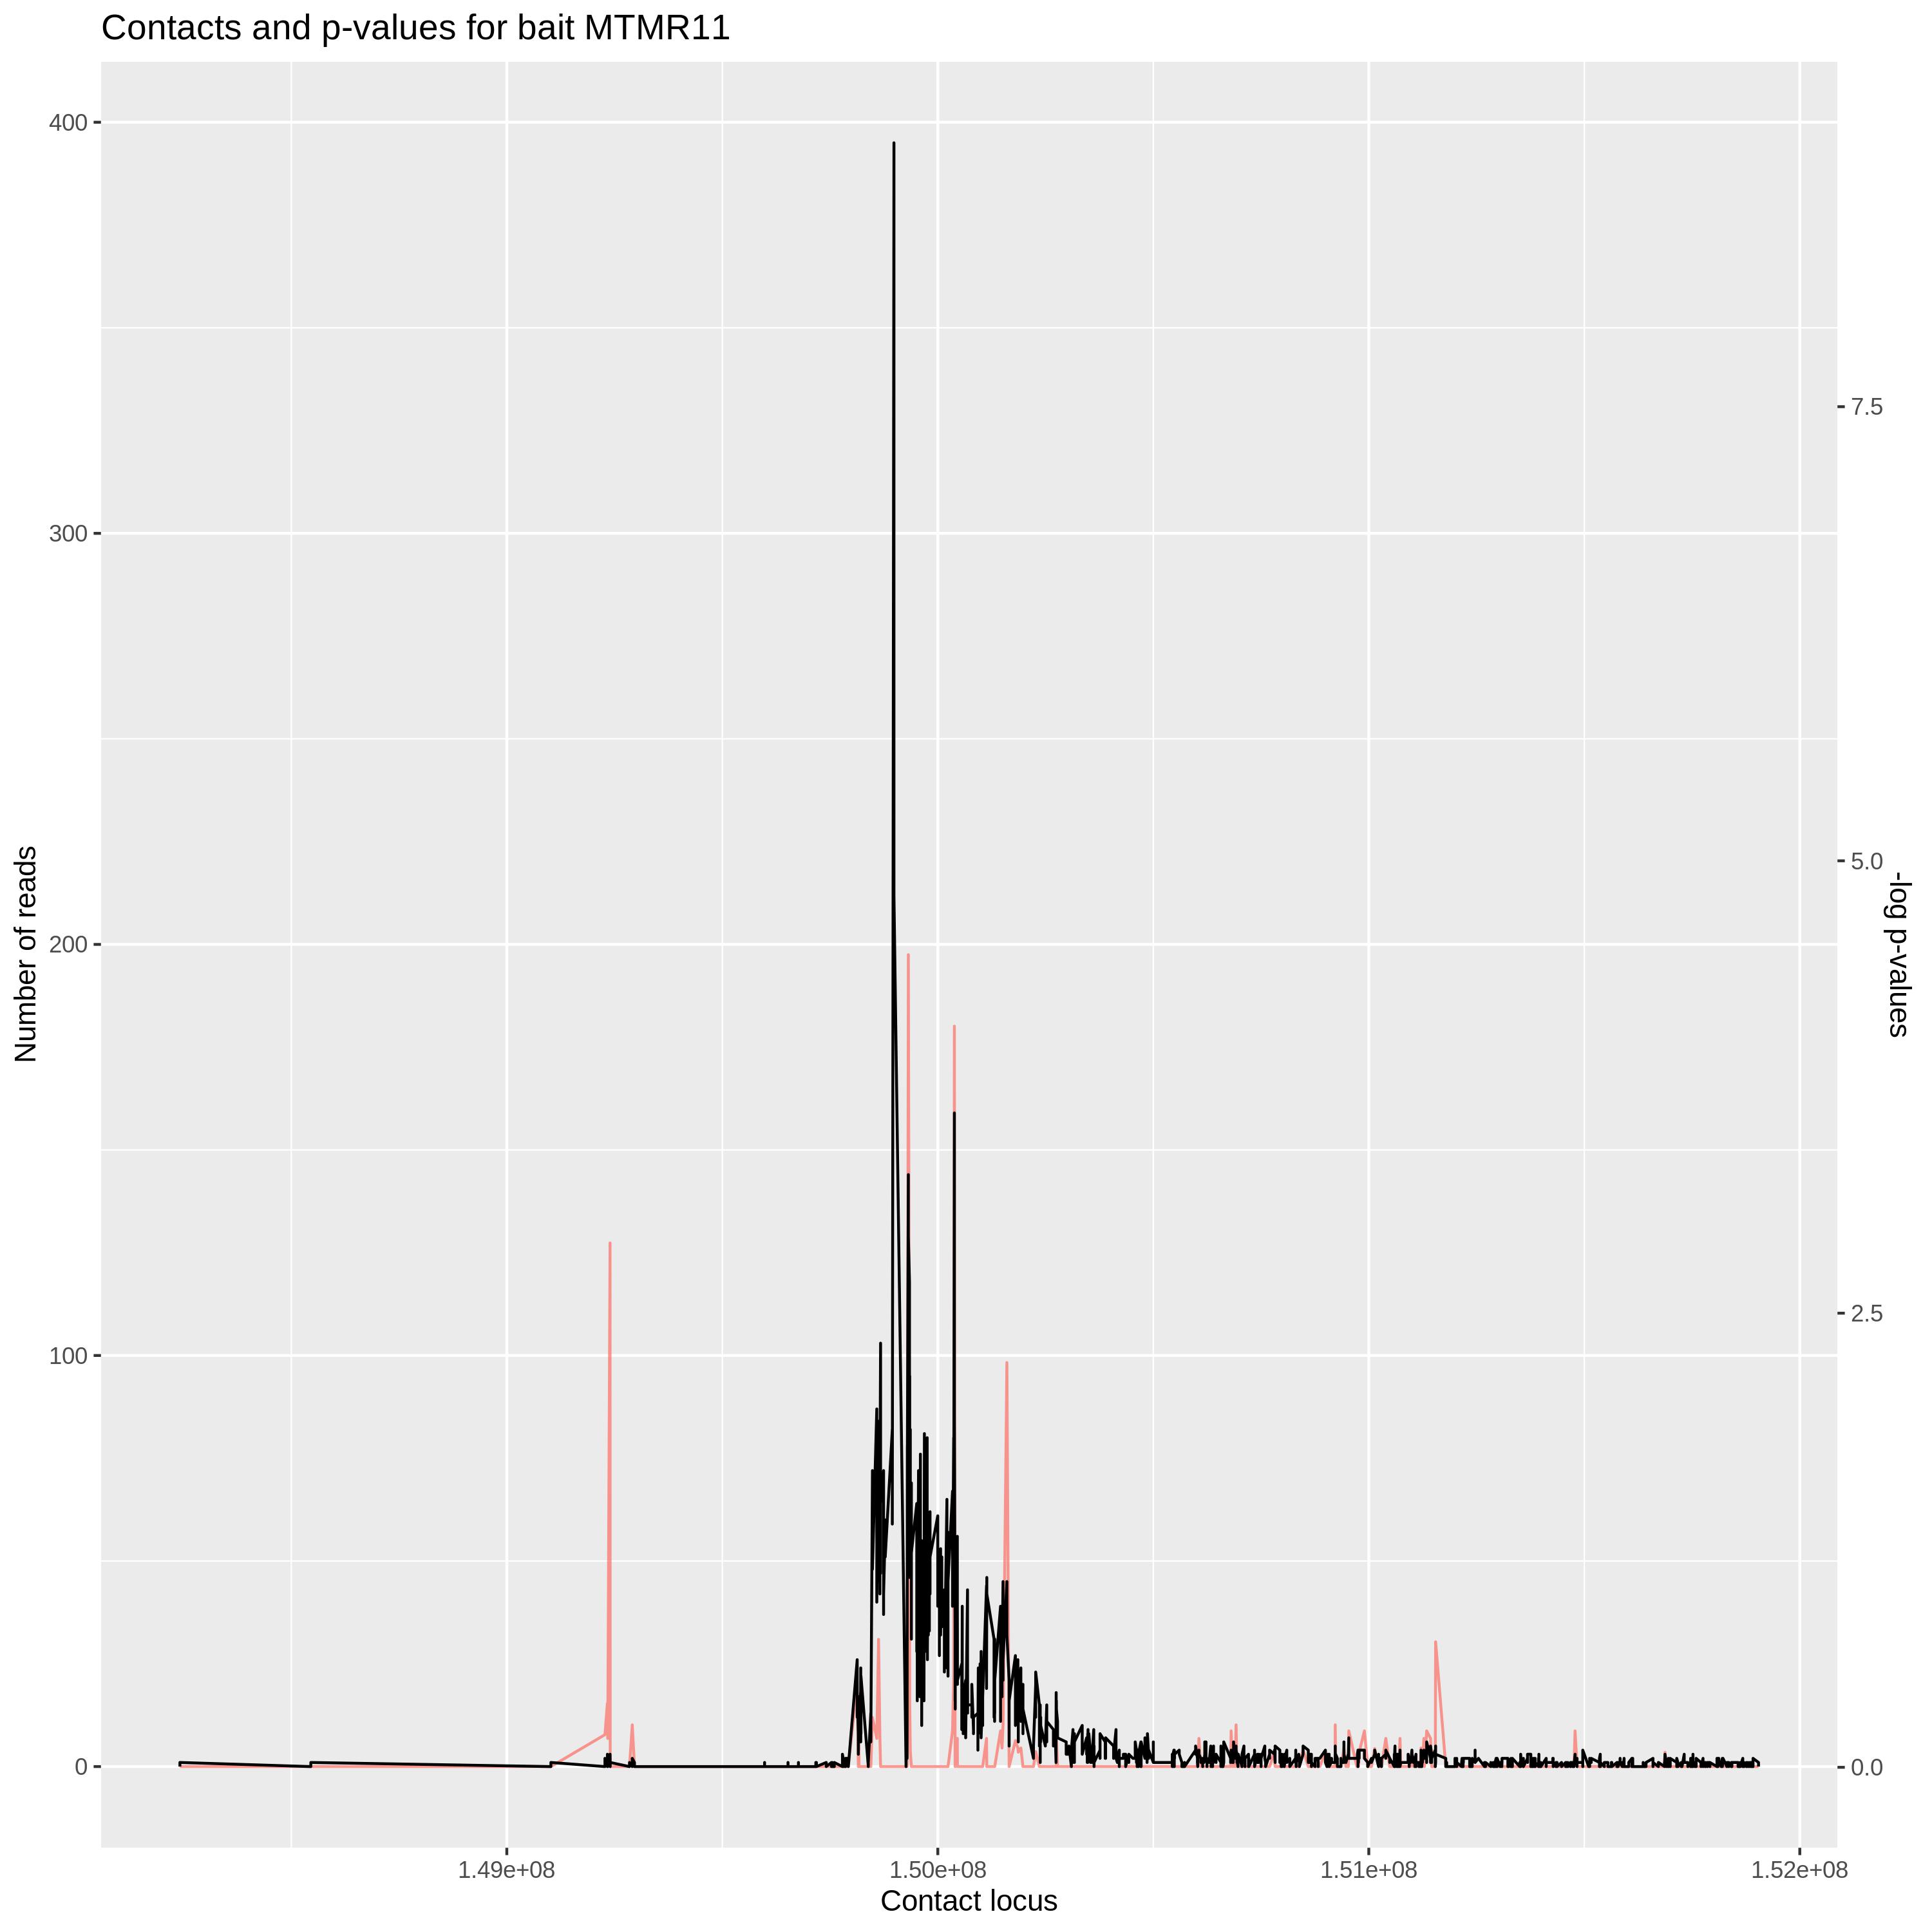 Contacts and p-values for bait MTMR11
400
300
200
100
0
Number of reads
7.5
5.0
2.5
0.0
-log p-values
1.49e+08
1.50e+08
1.51e+08
1.52e+08
Contact locus